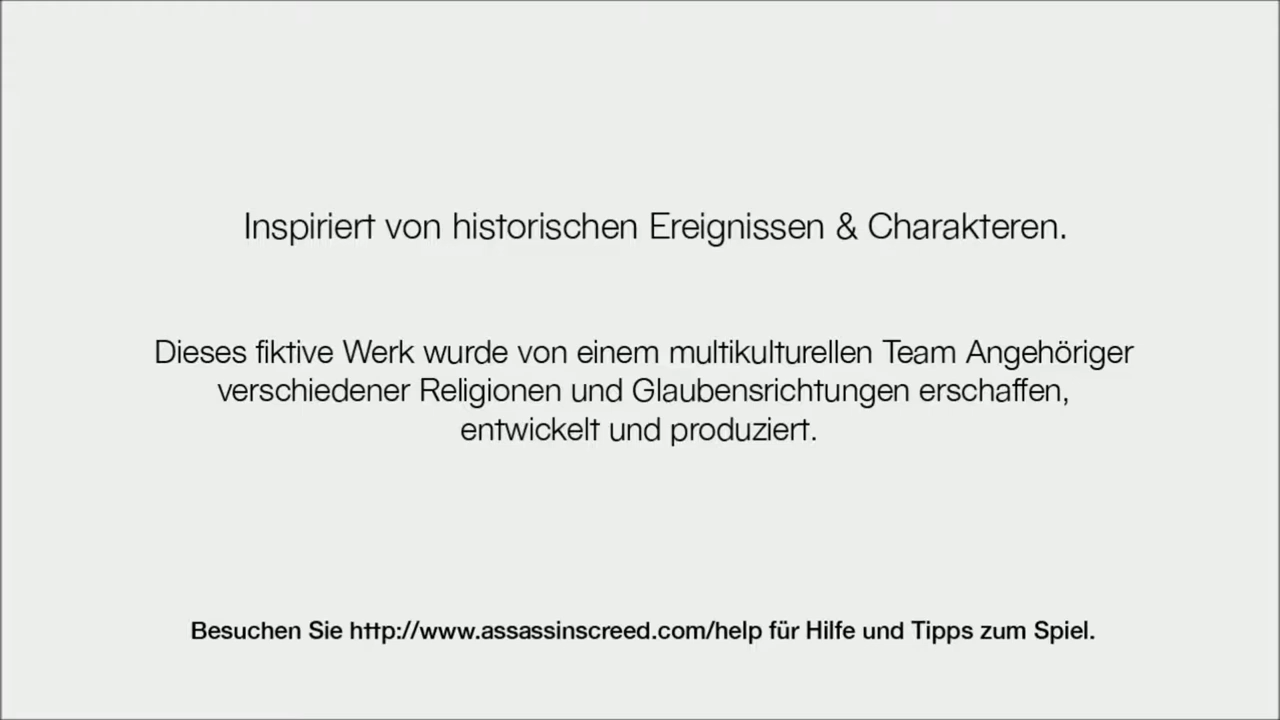 Inspiriert von historischen Ereignissen & Charakteren.
Dieses fiktive Werk wurde von einem multikulturellen Team Angehöriger
verschiedener Religionen und Glaubensrichtungen erschaffen,
entwickelt und produziert.
Besuchen Sie http://www.assassinscreed.com/help für Hilfe und Tipps zum Spiel.